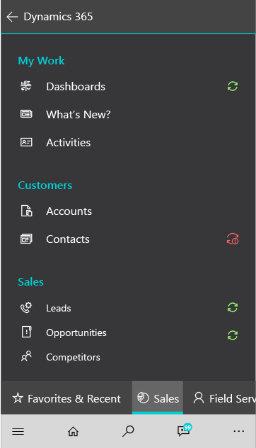 Dynamics 365
My Work
Dashboards
What's New?
Activities
Customers
Accounts
Contacts
Sales
Leads
Opportunities
Competitors
Favorites & Recent Sales Field Serv